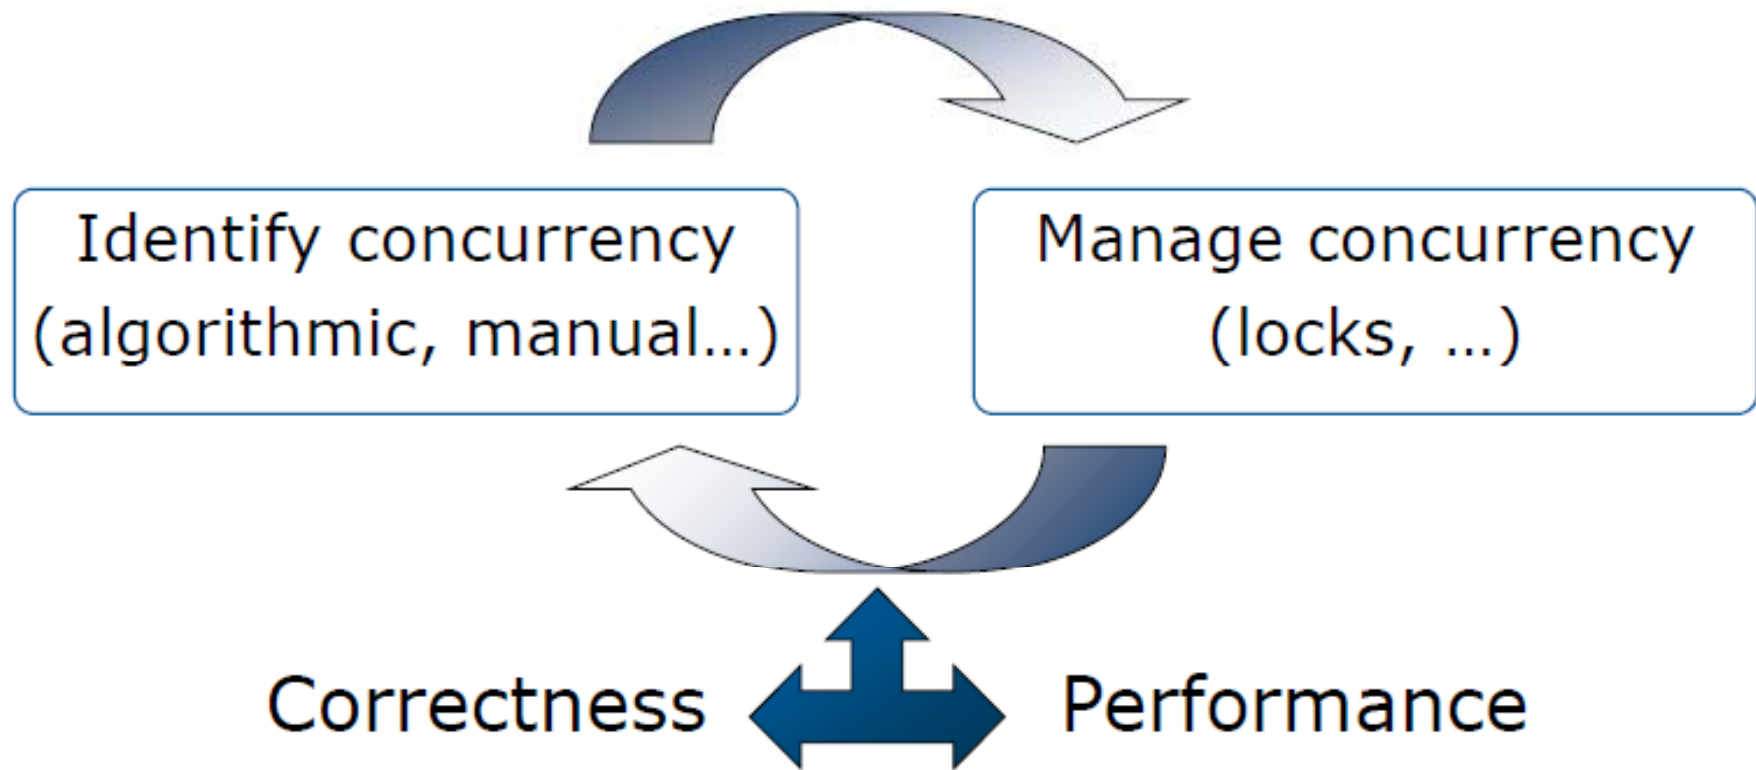 Identify concurrency
(algorithmic, manual…)
Manage concurrency
(locks, …)
Correctness
Performance